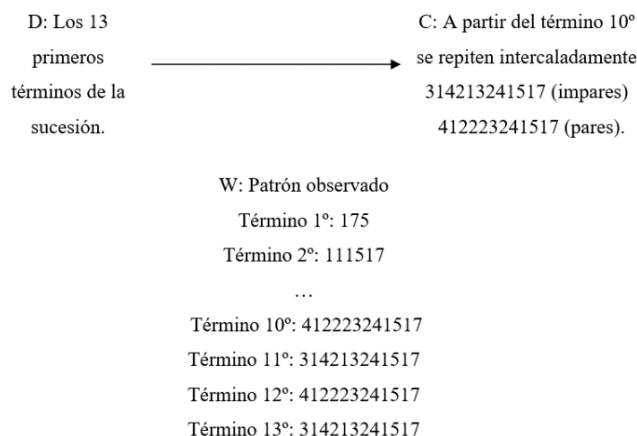 D: Los 13
primeros
términos de la
sucesión.
C: A partir del término 10º
se repiten intercaladamente
314213241517 (impares)
412223241517 (pares).
W: Patrón observado
Término 1º: 175
Término 2º: 111517
…
Término 10º: 412223241517
Término 11º: 314213241517
Término 12º: 412223241517
Término 13º: 314213241517